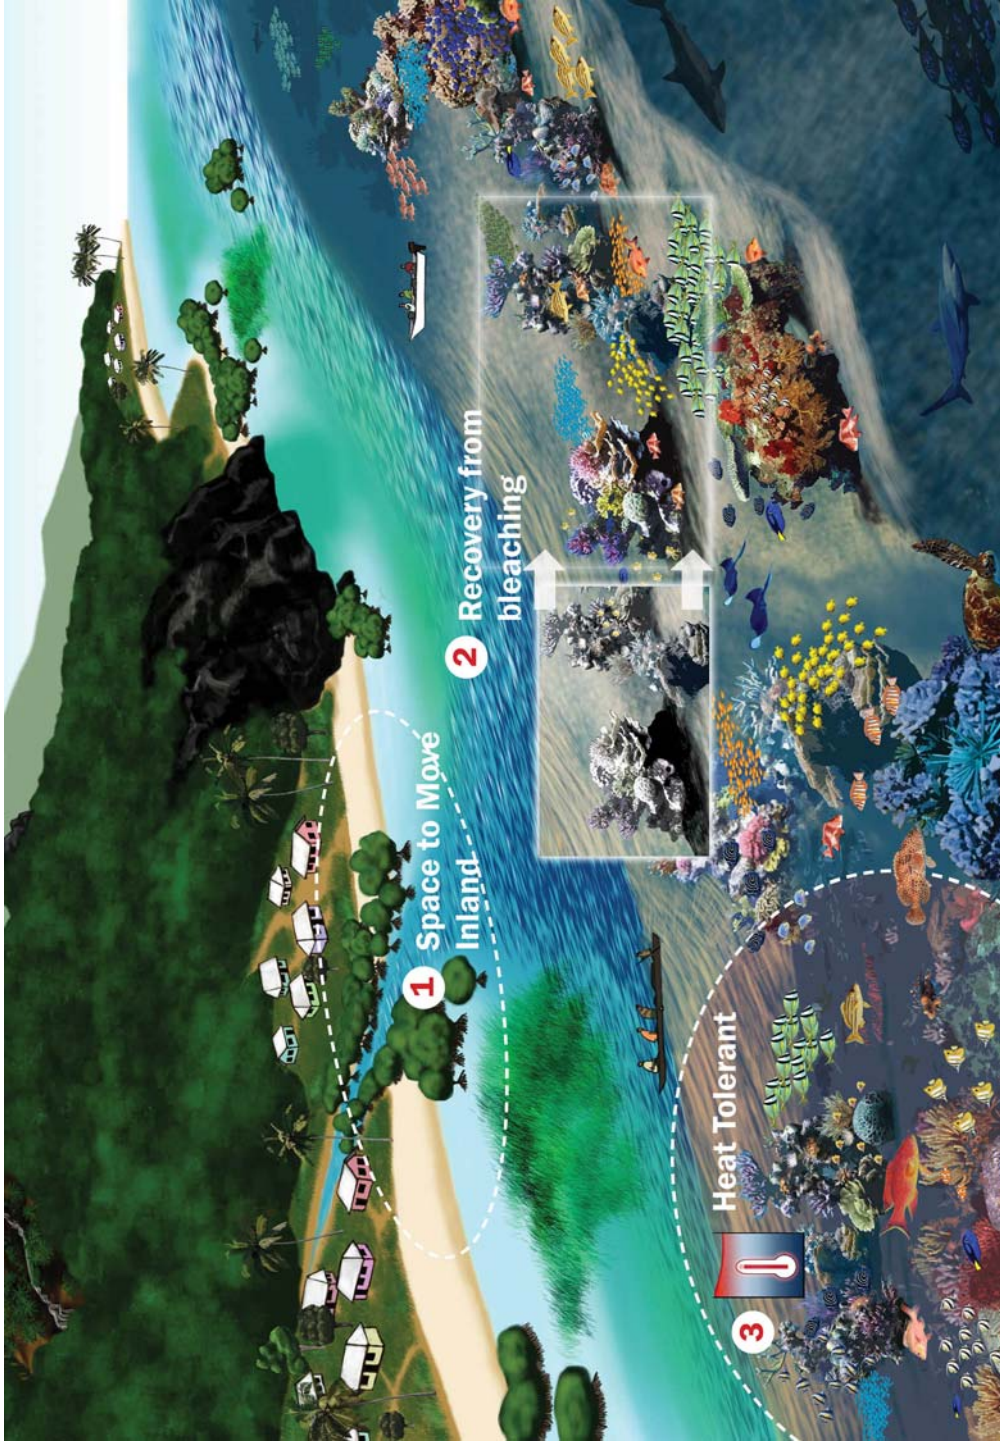 1 Space to Move
Inland
2 Recovery from
bleaching
3 Heat Tolerant